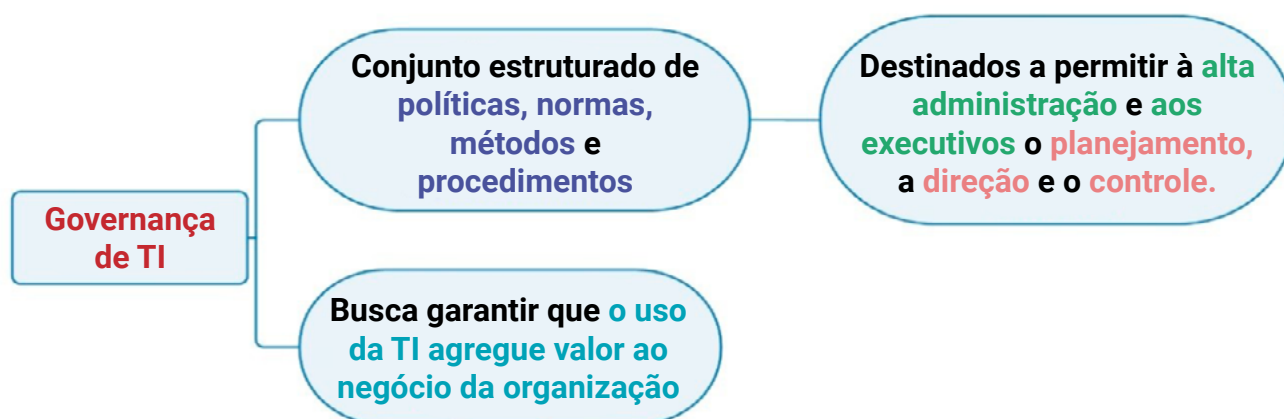 Governança
de TI
Conjunto estruturado de
políticas, normas,
métodos e
procedimentos
Destinados a permitir à alta
administração e aos
executivos o planejamento,
a direção e o controle.
Busca garantir que o uso
da TI agregue valor ao
negócio da organização